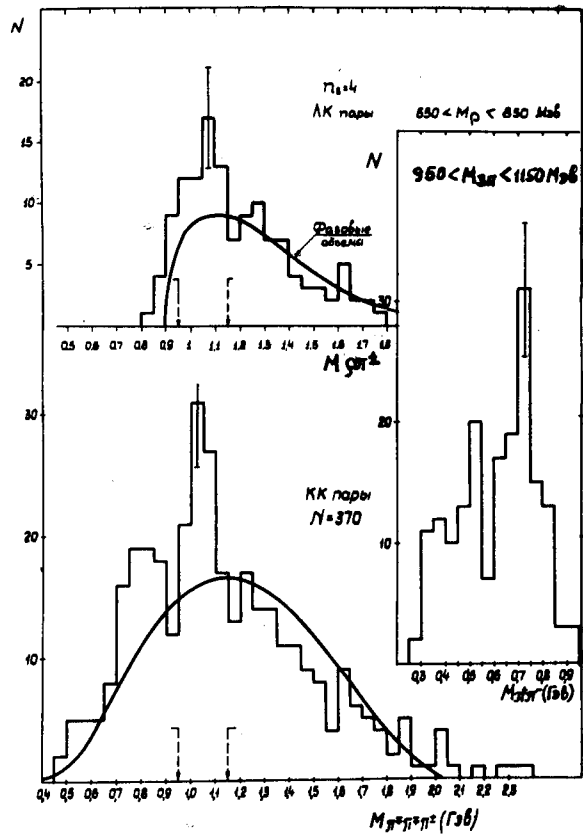 N
20
15
10
5
n_s=4
ΛK пары
Фазовые
объемы
0,5 0,6 0,7 0,8 0,9 1 1,1 1,2 1,3 1,4 1,5 1,6 1,7 1,8
M ρπ±
650 < Mρ < 850 Мэв
N
950 < M3π < 1150 Мэв
30
20
10
0,3 0,4 0,5 0,6 0,7 0,8 0,9
(Гэв)
30
20
10
KK пары
N=370
0,4 0,5 0,6 0,7 0,8 0,9 1,0 1,1 1,2 1,3 1,4 1,5 1,6 1,7 1,8 1,9 2,0 2,1 2,2 2,3
Mπ±π±π± (Гэв)